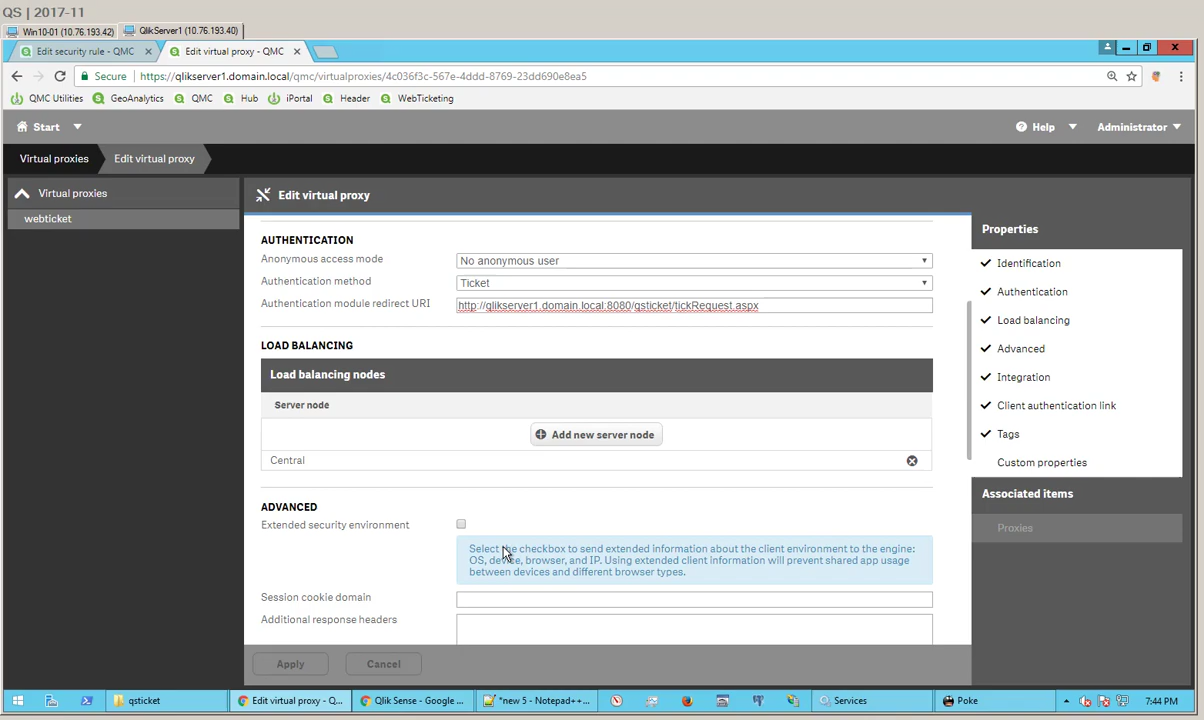 QS | 2017-11
Win10-01 (10.76.193.42) QlikServer1 (10.76.193.40)
Edit security rule - QMC Edit virtual proxy - QMC
Secure https://qlikserver1.domain.local/qmc/virtualproxies/4c036f3c-567e-4ddd-8769-23dd690e8ea5
QMC Utilities GeoAnalytics QMC Hub iPortal Header WebTicketing
Start Help Administrator
Virtual proxies Edit virtual proxy
Virtual proxies
webticket
Edit virtual proxy
AUTHENTICATION
Anonymous access mode No anonymous user
Authentication method Ticket
Authentication module redirect URI http://qlikserver1.domain.local:8080/qsticket/tickRequest.aspx
LOAD BALANCING
Load balancing nodes
Server node
Add new server node
Central
ADVANCED
Extended security environment
Select the checkbox to send extended information about the client environment to the engine:
OS, device, browser, and IP. Using extended client information will prevent shared app usage
between devices and different browser types.
Session cookie domain
Additional response headers
Apply Cancel
Properties
Identification
Authentication
Load balancing
Advanced
Integration
Client authentication link
Tags
Custom properties
Associated items
Proxies
qsticket Edit virtual proxy - Q... Qlik Sense - Google ... *new 5 - Notepad++... Services Poke 7:44 PM